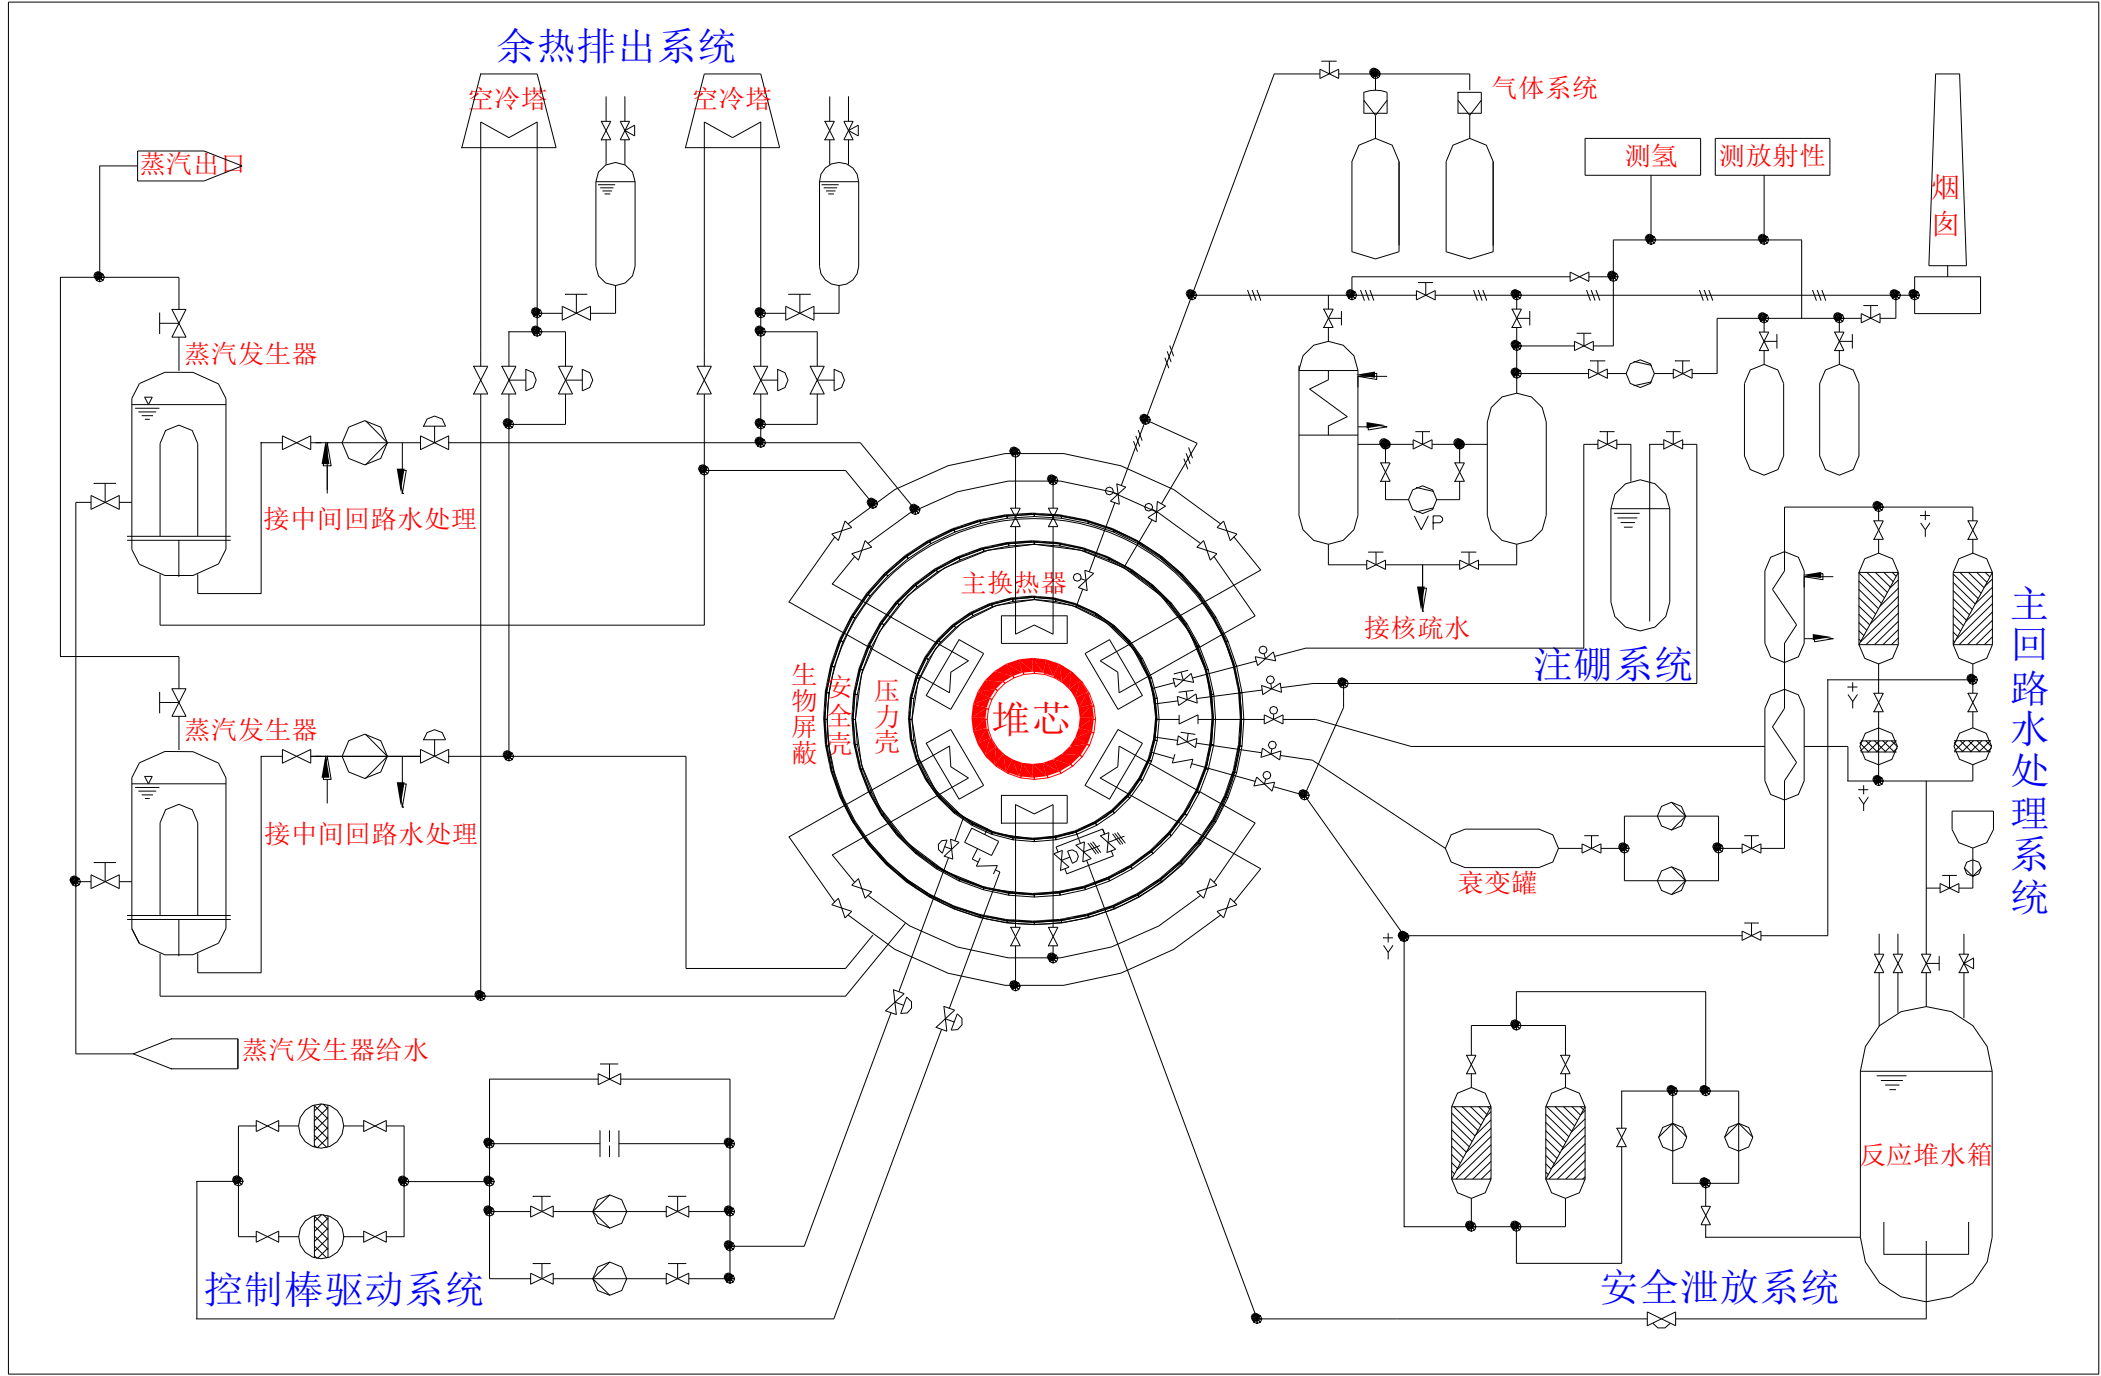 余热排出系统
空冷塔
空冷塔
气体系统
蒸汽出口
测氢
测放射性
烟
囱
蒸汽发生器
接中间回路水处理
VP
主换热器
接核疏水
注硼系统
主回路水处理系统
生物屏蔽
安全壳
压力壳
堆芯
蒸汽发生器
接中间回路水处理
衰变罐
蒸汽发生器给水
反应堆水箱
控制棒驱动系统
安全泄放系统
+Y
+Y
+Y
+Y